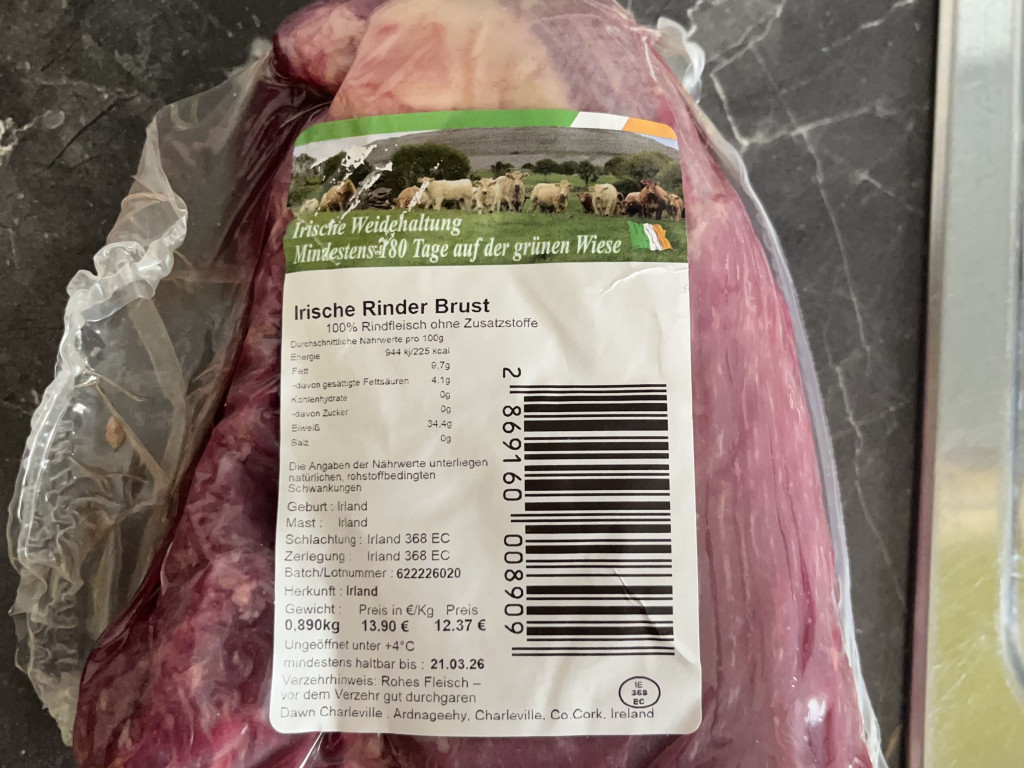 Irische Weidehaltung
Mindestens 180 Tage auf der grünen Wiese
Irische Rinder Brust
100% Rindfleisch ohne Zusatzstoffe
Durchschnittliche Nährwerte pro 100g
Energie 944 kj/225 kcal
Fett 9,7g
-davon gesättigte Fettsäuren 4.1g
Kohlenhydrate 0g
-davon Zucker 0g
Eiweiß 34,4g
Salz 0g
Die Angaben der Nährwerte unterliegen
natürlichen, rohstoffbedingten
Schwankungen
Geburt : Irland
Mast : Irland
Schlachtung : Irland 368 EC
Zerlegung : Irland 368 EC
Batch/Lotnummer : 622226020
Herkunft : Irland
Gewicht : Preis in €/Kg Preis
0,890kg 13.90 € 12.37 €
Ungeöffnet unter +4°C
mindestens haltbar bis : 21.03.26
Verzehrhinweis: Rohes Fleisch –
vor dem Verzehr gut durchgaren
Dawn Charleville , Ardnageehy, Charleville, Co.Cork, Ireland
IE
368
EC
2 869160 008909